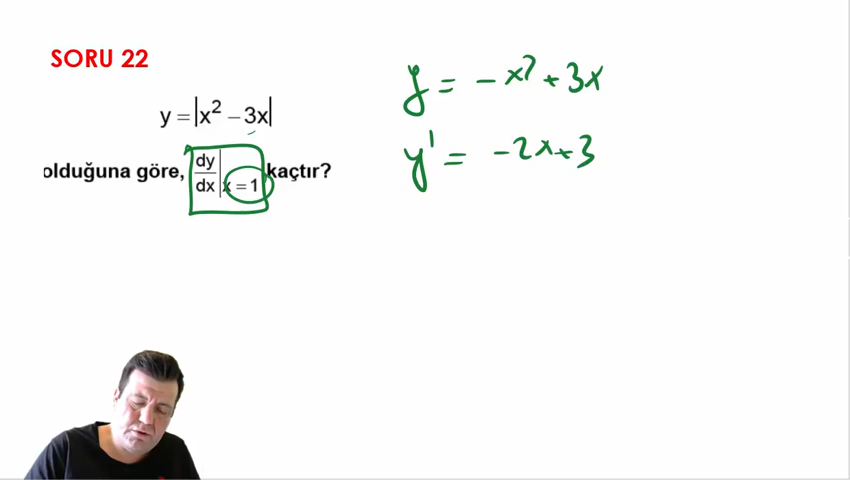 SORU 22
y = |x² − 3x|
olduğuna göre, dy/dx | x = 1 kaçtır?
y = − x² + 3x
y' = − 2x + 3